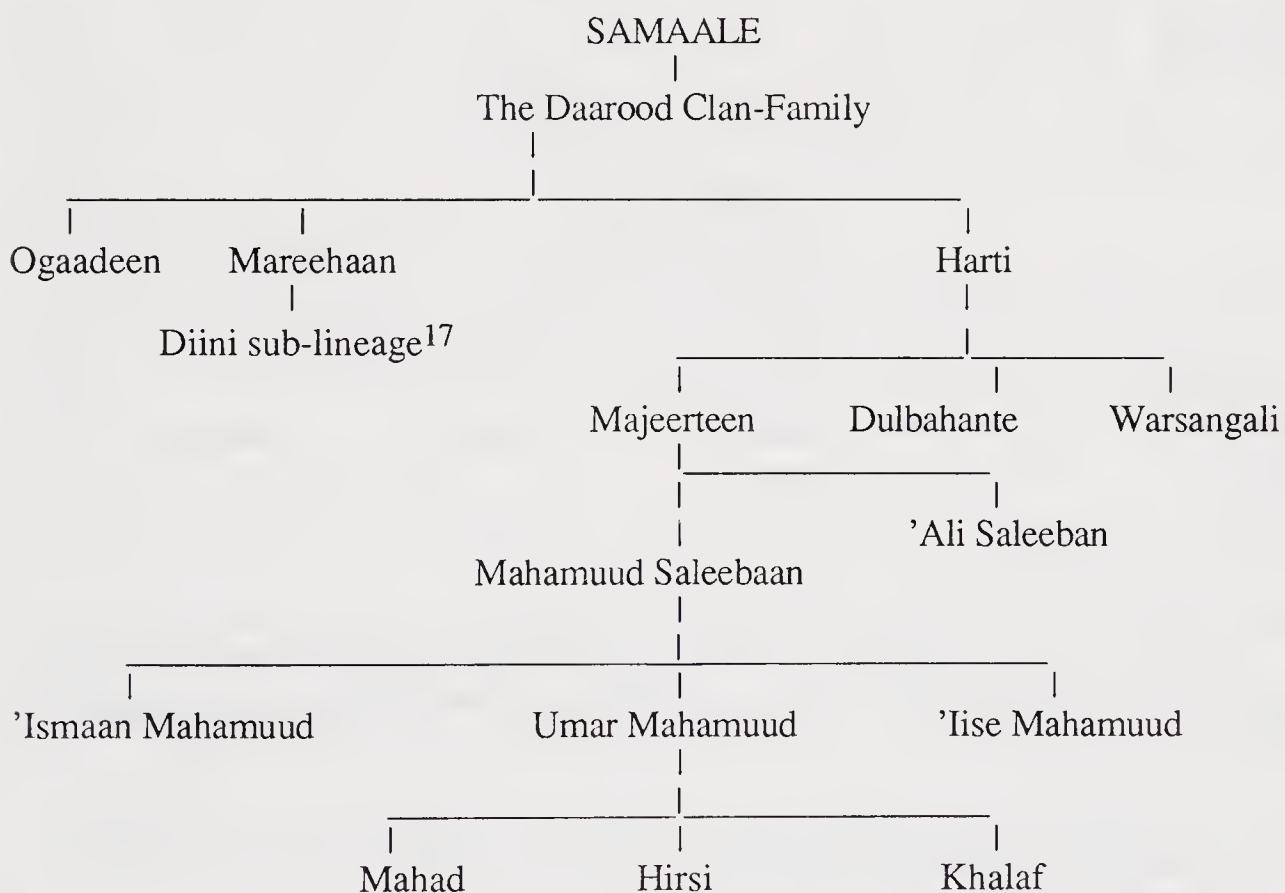 SAMAALE
The Daarood Clan-Family
Ogaadeen Mareehaan Harti
Diini sub-lineage17
Majeerteen Dulbahante Warsangali
’Ali Saleeban
Mahamuud Saleebaan
’Ismaan Mahamuud Umar Mahamuud ’Iise Mahamuud
Mahad Hirsi Khalaf